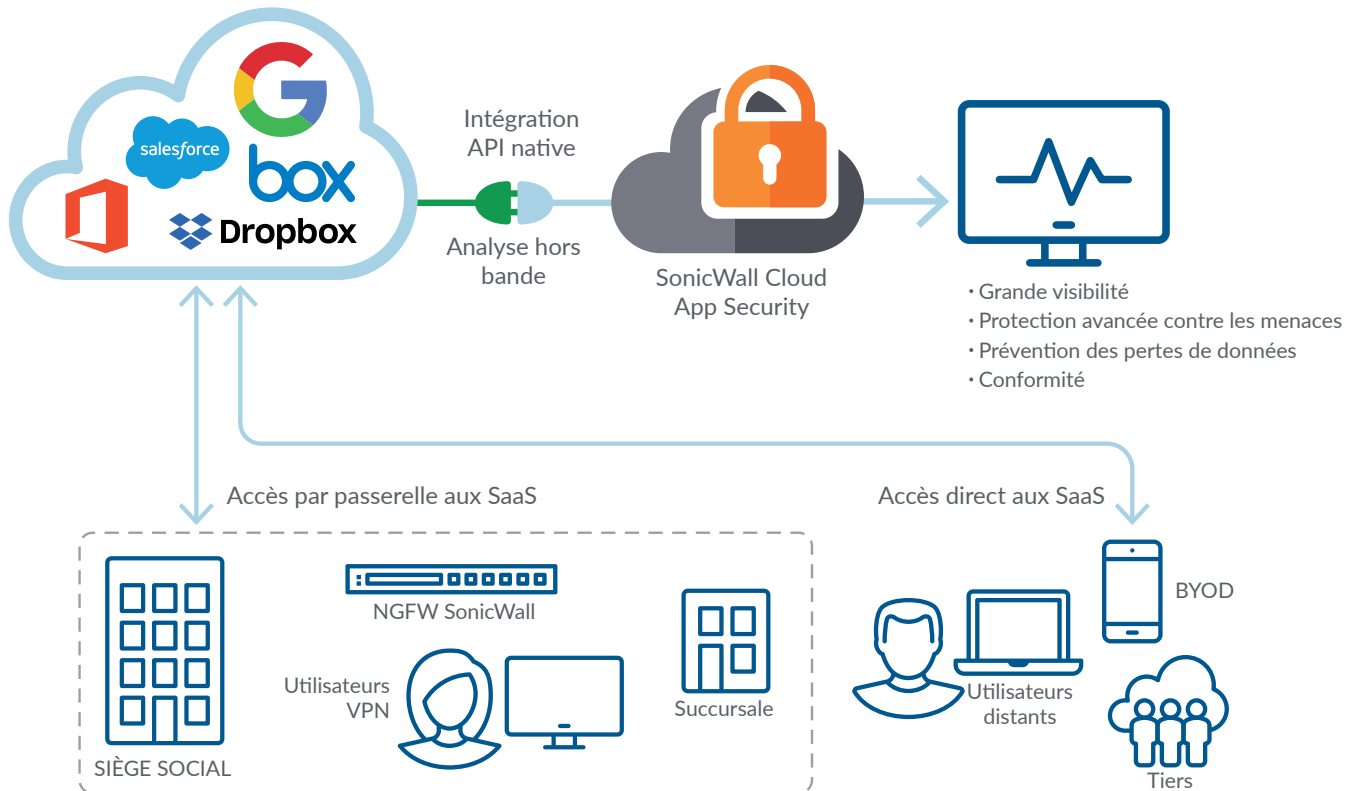 salesforce
box
Dropbox
Intégration
API native
Analyse hors
bande
SonicWall Cloud
App Security
· Grande visibilité
· Protection avancée contre les menaces
· Prévention des pertes de données
· Conformité
Accès par passerelle aux SaaS
Accès direct aux SaaS
NGFW SonicWall
BYOD
Utilisateurs
VPN
Succursale
Utilisateurs
distants
SIÈGE SOCIAL
Tiers